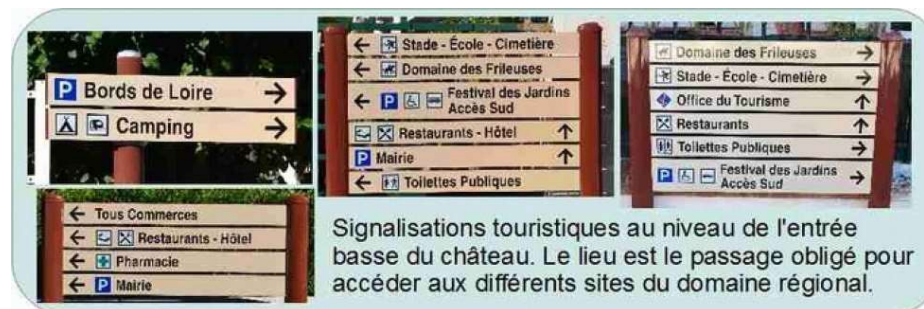 Bords de Loire
Camping
Tous Commerces
Restaurants - Hôtel
Pharmacie
P Mairie
Stade - École - Cimetière
Domaine des Frileuses
P Festival des Jardins
Accès Sud
Restaurants - Hôtel
P Mairie
Toilettes Publiques
Domaine des Frileuses
Stade - École - Cimetière
Office du Tourisme
Restaurants
Toilettes Publiques
P Festival des Jardins
Accès Sud
Signalisations touristiques au niveau de l'entrée
basse du château. Le lieu est le passage obligé pour
accéder aux différents sites du domaine régional.